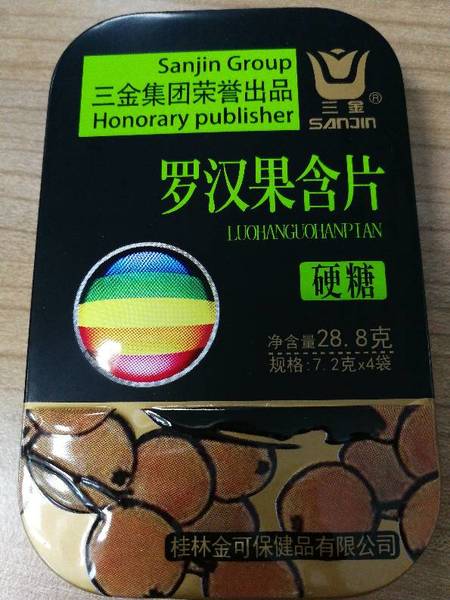 Sanjin Group
三金集团荣誉出品
Honorary publisher
三金®
SANJIN
罗汉果含片
LUOHANGUOHANPIAN
硬糖
净含量28.8克
规格:7.2克x4袋
桂林金可保健品有限公司